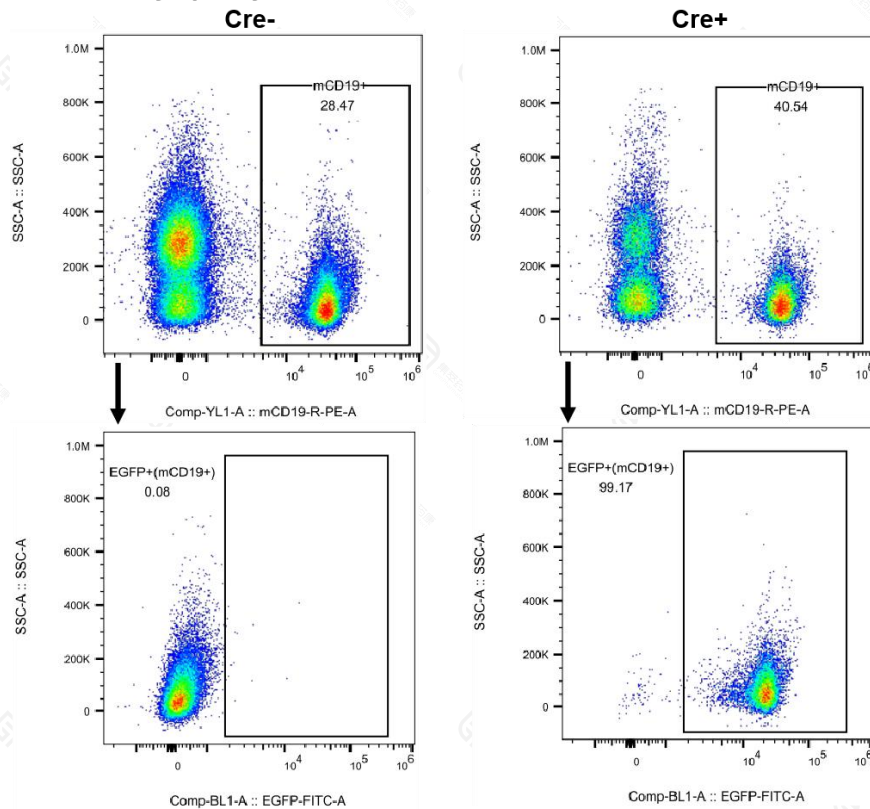 Cre-
Cre+
mCD19+
28.47
1.0M
800K
600K
400K
200K
0
SSC-A :: SSC-A
0
10^4
10^5
10^6
Comp-YL1-A :: mCD19-R-PE-A
mCD19+
40.54
1.0M
800K
600K
400K
200K
0
SSC-A :: SSC-A
0
10^4
10^5
10^6
Comp-YL1-A :: mCD19-R-PE-A
EGFP+(mCD19+)
0.08
1.0M
800K
600K
400K
200K
0
SSC-A :: SSC-A
0
10^4
10^5
10^6
Comp-BL1-A :: EGFP-FITC-A
EGFP+(mCD19+)
99.17
1.0M
800K
600K
400K
200K
0
SSC-A :: SSC-A
0
10^4
10^5
10^6
Comp-BL1-A :: EGFP-FITC-A